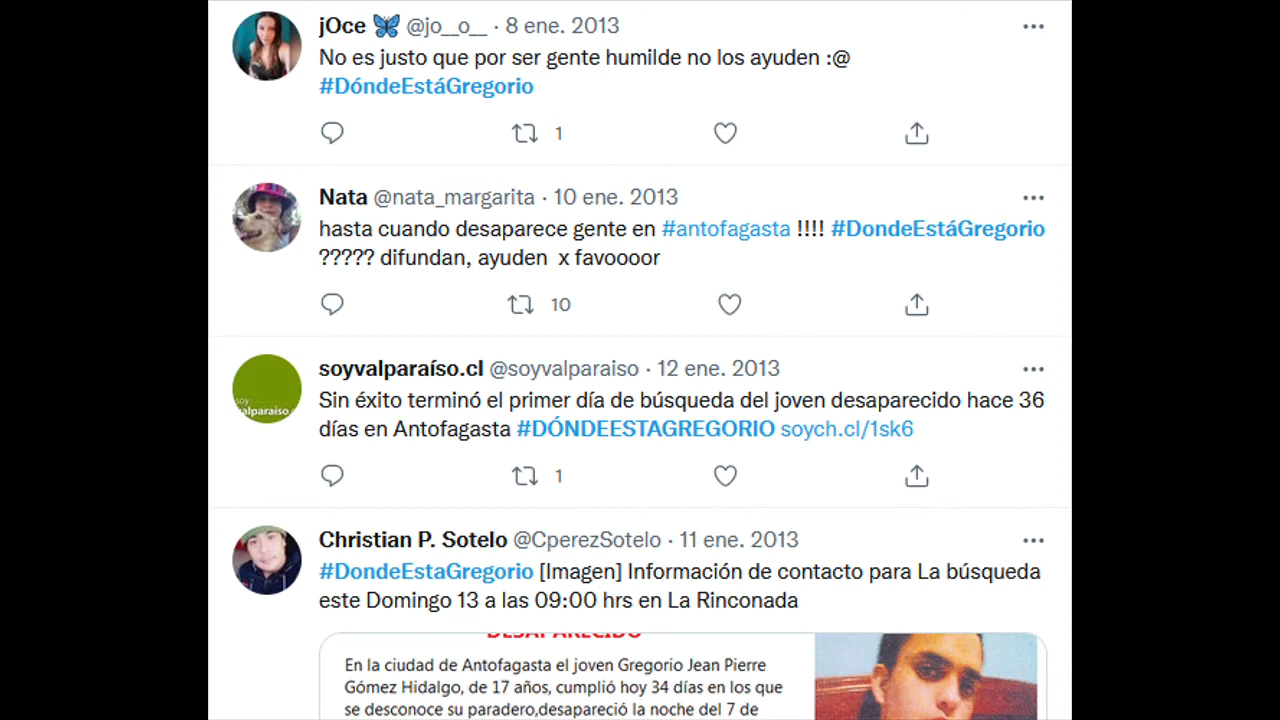 jOce 🦋 @jo__o__ · 8 ene. 2013
No es justo que por ser gente humilde no los ayuden :@
#DóndeEstáGregorio
1
Nata @nata_margarita · 10 ene. 2013
hasta cuando desaparece gente en #antofagasta !!!! #DondeEstáGregorio
????? difundan, ayuden x favoooor
10
soyvalparaíso.cl @soyvalparaiso · 12 ene. 2013
soy
valparaiso
Sin éxito terminó el primer día de búsqueda del joven desaparecido hace 36
días en Antofagasta #DÓNDEESTAGREGORIO soych.cl/1sk6
1
Christian P. Sotelo @CperezSotelo · 11 ene. 2013
#DondeEstaGregorio [Imagen] Información de contacto para La búsqueda
este Domingo 13 a las 09:00 hrs en La Rinconada
DESAPARECIDO
En la ciudad de Antofagasta el joven Gregorio Jean Pierre
Gómez Hidalgo, de 17 años, cumplió hoy 34 días en los que
se desconoce su paradero,desapareció la noche del 7 de